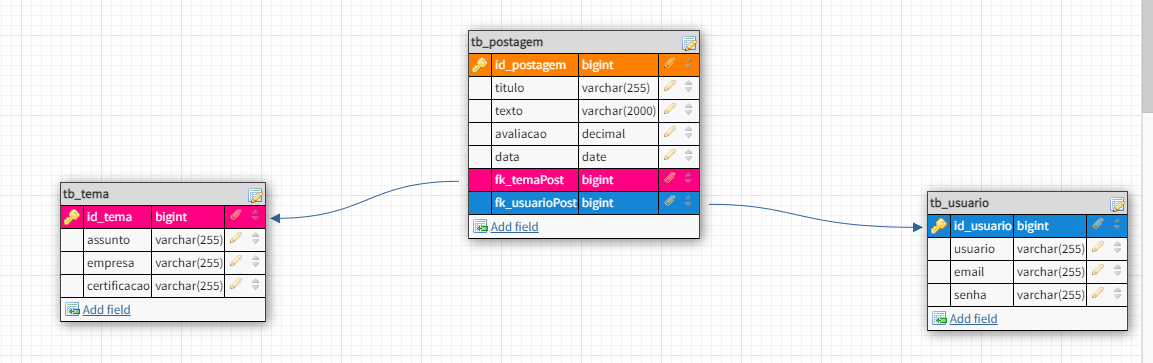 tb_postagem
id_postagem bigint
titulo varchar(255)
texto varchar(2000)
avaliacao decimal
data date
fk_temaPost bigint
fk_usuarioPost bigint
Add field
tb_tema
id_tema bigint
assunto varchar(255)
empresa varchar(255)
certificacao varchar(255)
Add field
tb_usuario
id_usuario bigint
usuario varchar(255)
email varchar(255)
senha varchar(255)
Add field